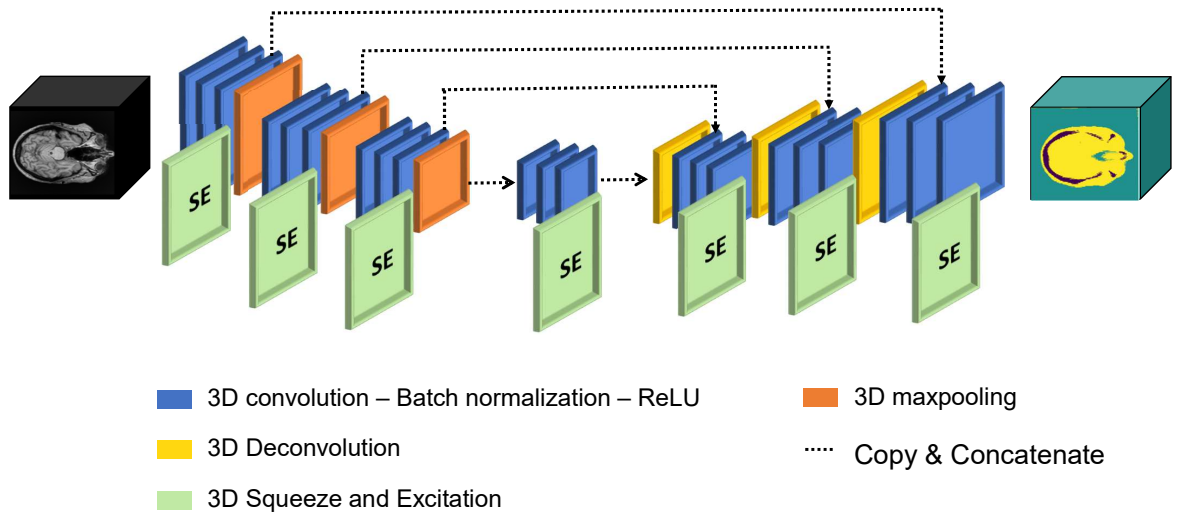 SE
SE
SE
SE
SE
SE
SE
3D convolution – Batch normalization – ReLU
3D maxpooling
3D Deconvolution
Copy & Concatenate
3D Squeeze and Excitation